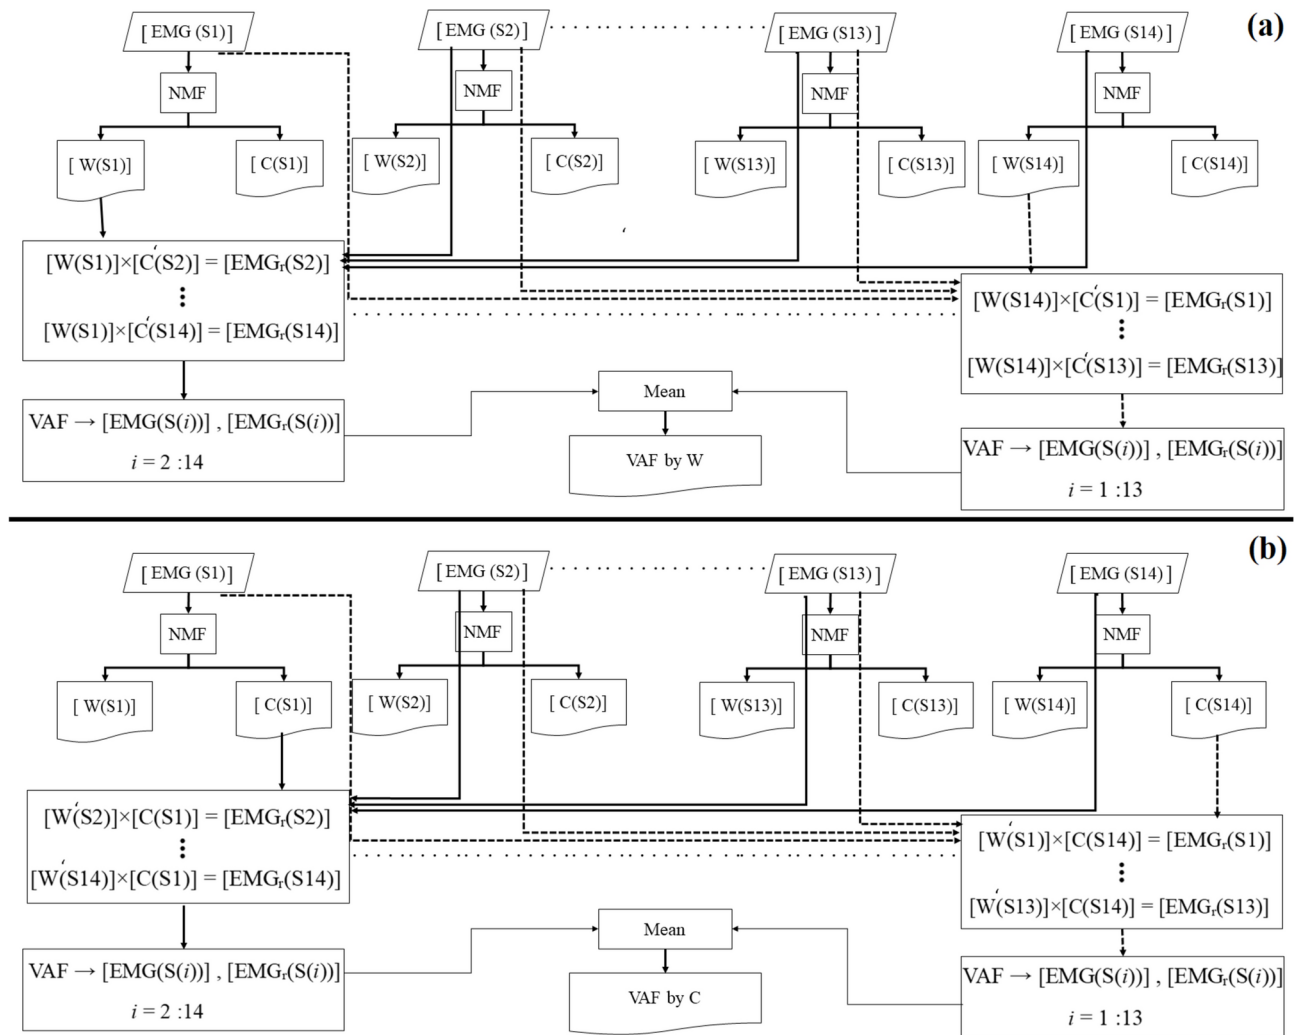 (a)
[ EMG (S1)]
[ EMG (S2)]
[ EMG (S13)]
[ EMG (S14)]
NMF
NMF
NMF
NMF
[ W(S1)]
[ C(S1)]
[ W(S2)]
[ C(S2)]
[ W(S13)]
[ C(S13)]
[ W(S14)]
[ C(S14)]
[W(S1)]×[C‘(S2)] = [EMGr(S2)]
[W(S1)]×[C‘(S14)] = [EMGr(S14)]
[W(S14)]×[C‘(S1)] = [EMGr(S1)]
[W(S14)]×[C‘(S13)] = [EMGr(S13)]
VAF → [EMG(S(i))] , [EMGr(S(i)]
i = 2 :14
Mean
VAF by W
VAF → [EMG(S(i))] , [EMGr(S(i)]
i = 1 :13
(b)
[ EMG (S1)]
[ EMG (S2)]
[ EMG (S13)]
[ EMG (S14)]
NMF
NMF
NMF
NMF
[ W(S1)]
[ C(S1)]
[ W(S2)]
[ C(S2)]
[ W(S13)]
[ C(S13)]
[ W(S14)]
[ C(S14)]
[W‘(S2)]×[C(S1)] = [EMGr(S2)]
[W‘(S14)]×[C(S1)] = [EMGr(S14)]
[W‘(S1)]×[C(S14)] = [EMGr(S1)]
[W‘(S13)]×[C(S14)] = [EMGr(S13)]
VAF → [EMG(S(i))] , [EMGr(S(i)]
i = 2 :14
Mean
VAF by C
VAF → [EMG(S(i))] , [EMGr(S(i)]
i = 1 :13